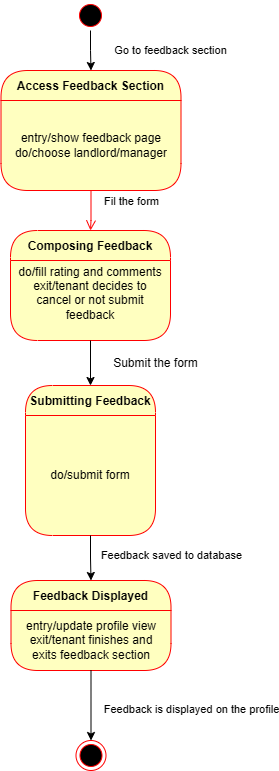 Go to feedback section
Access Feedback Section
entry/show feedback page
do/choose landlord/manager
Fil the form
Composing Feedback
do/fill rating and comments
exit/tenant decides to
cancel or not submit
feedback
Submit the form
Submitting Feedback
do/submit form
Feedback saved to database
Feedback Displayed
entry/update profile view
exit/tenant finishes and
exits feedback section
Feedback is displayed on the profile